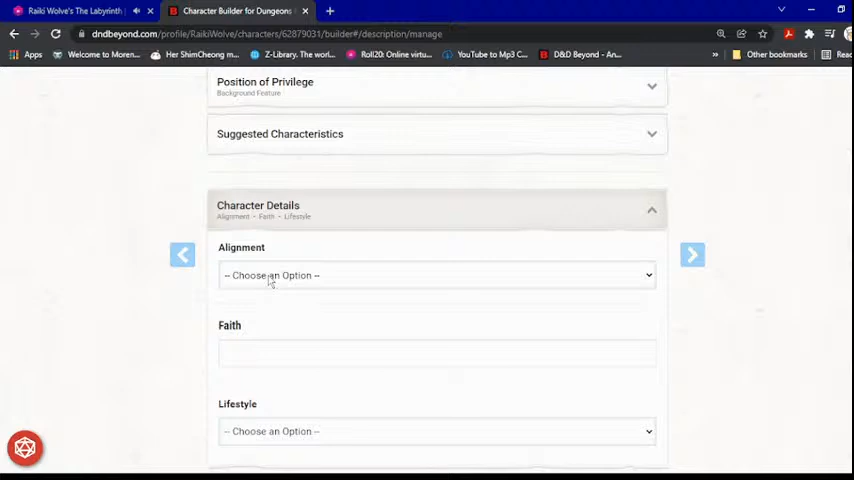 Raiki Wolve's The Labyrinth
Character Builder for Dungeons
dndbeyond.com/profile/RaikiWolve/characters/62879031/builder#/description/manage
Apps
Welcome to Moren...
Her ShimCheong m...
Z-Library. The worl...
Roll20: Online virtu...
YouTube to Mp3 C...
D&D Beyond - An...
»
Other bookmarks
Position of Privilege
Background Feature
Suggested Characteristics
Character Details
Alignment • Faith • Lifestyle
Alignment
-- Choose an Option --
Faith
Lifestyle
-- Choose an Option --